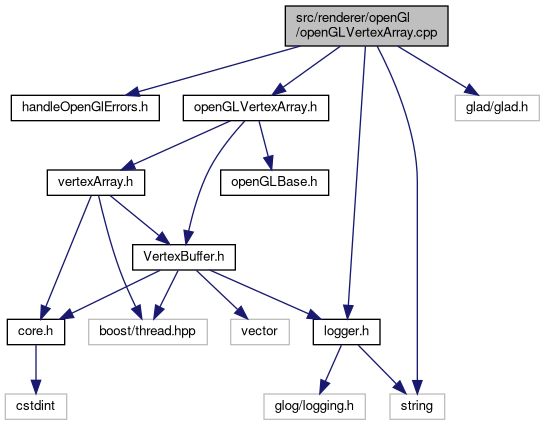 src/renderer/openGl
/openGLVertexArray.cpp
handleOpenGlErrors.h
openGLVertexArray.h
glad/glad.h
vertexArray.h
openGLBase.h
VertexBuffer.h
core.h
boost/thread.hpp
vector
logger.h
cstdint
glog/logging.h
string